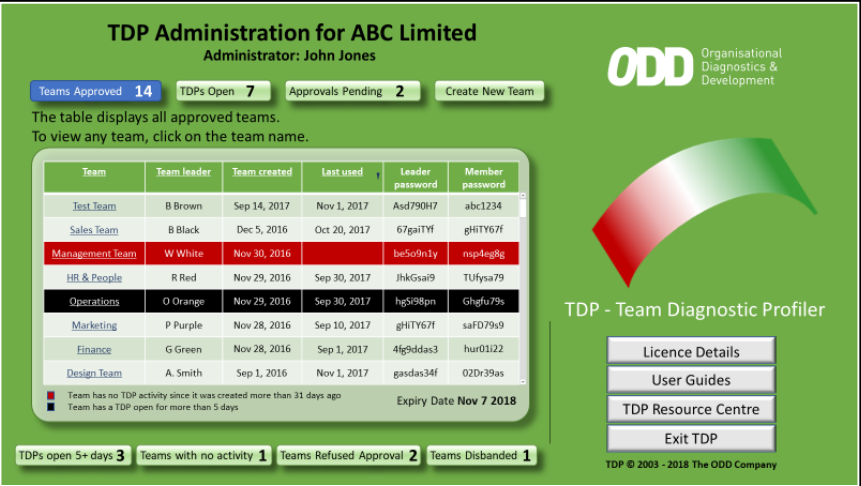 TDP Administration for ABC Limited
Administrator: John Jones
ODD Organisational
Diagnostics &
Development
Teams Approved 14 TDPs Open 7 Approvals Pending 2 Create New Team
The table displays all approved teams.
To view any team, click on the team name.
Team Team leader Team created Last used Leader password Member password
Test Team B Brown Sep 14, 2017 Nov 1, 2017 Asd790H7 abc1234
Sales Team B Black Dec 5, 2016 Oct 20, 2017 67gaiTYf gHiTY67f
Management Team W White Nov 30, 2016 be5o9n1y nsp4eg8g
HR & People R Red Nov 29, 2016 Sep 30, 2017 JhkGsai9 TUfysa79
Operations O Orange Nov 29, 2016 Sep 30, 2017 hgSi98pn Ghgfu79s
Marketing P Purple Nov 28, 2016 Sep 10, 2017 gHiTY67f saFD79s9
Finance G Green Nov 28, 2016 Sep 1, 2017 4fg9ddas3 hur01i22
Design Team A. Smith Sep 1, 2016 Nov 1, 2017 gasdas34f 02Dr39as
Team has no TDP activity since it was created more than 31 days ago
Team has a TDP open for more than 5 days
Expiry Date Nov 7 2018
TDPs open 5+ days 3 Teams with no activity 1 Teams Refused Approval 2 Teams Disbanded 1
TDP - Team Diagnostic Profiler
Licence Details
User Guides
TDP Resource Centre
Exit TDP
TDP © 2003 - 2018 The ODD Company